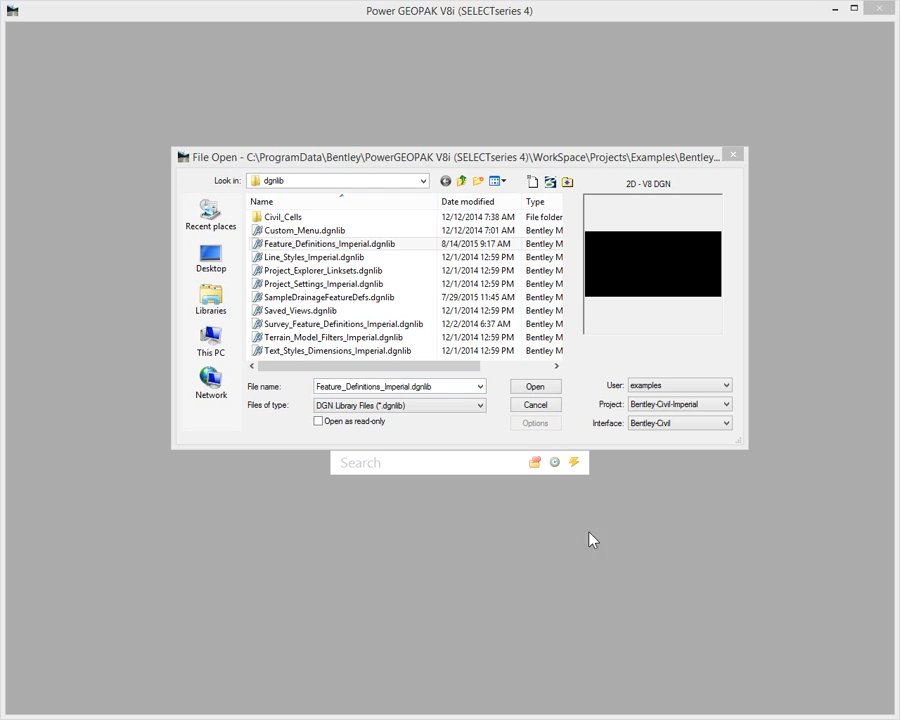 Power GEOPAK V8i (SELECTseries 4)
File Open - C:\ProgramData\Bentley\PowerGEOPAK V8i (SELECTseries 4)\WorkSpace\Projects\Examples\Bentley...
Look in: dgnlib
2D - V8 DGN
Name Date modified Type
Civil_Cells 12/12/2014 7:38 AM File folder
Custom_Menu.dgnlib 12/12/2014 7:01 AM Bentley M
Feature_Definitions_Imperial.dgnlib 8/14/2015 9:17 AM Bentley M
Line_Styles_Imperial.dgnlib 12/1/2014 12:59 PM Bentley M
Project_Explorer_Linksets.dgnlib 12/1/2014 12:59 PM Bentley M
Project_Settings_Imperial.dgnlib 12/1/2014 12:59 PM Bentley M
SampleDrainageFeatureDefs.dgnlib 7/29/2015 11:45 AM Bentley M
Saved_Views.dgnlib 12/1/2014 12:59 PM Bentley M
Survey_Feature_Definitions_Imperial.dgnlib 12/2/2014 6:37 AM Bentley M
Terrain_Model_Filters_Imperial.dgnlib 12/1/2014 12:59 PM Bentley M
Text_Styles_Dimensions_Imperial.dgnlib 12/1/2014 12:59 PM Bentley M
Recent places
Desktop
Libraries
This PC
Network
File name: Feature_Definitions_Imperial.dgnlib Open
Files of type: DGN Library Files (*.dgnlib) Cancel
Open as read-only Options
User: examples
Project: Bentley-Civil-Imperial
Interface: Bentley-Civil
Search